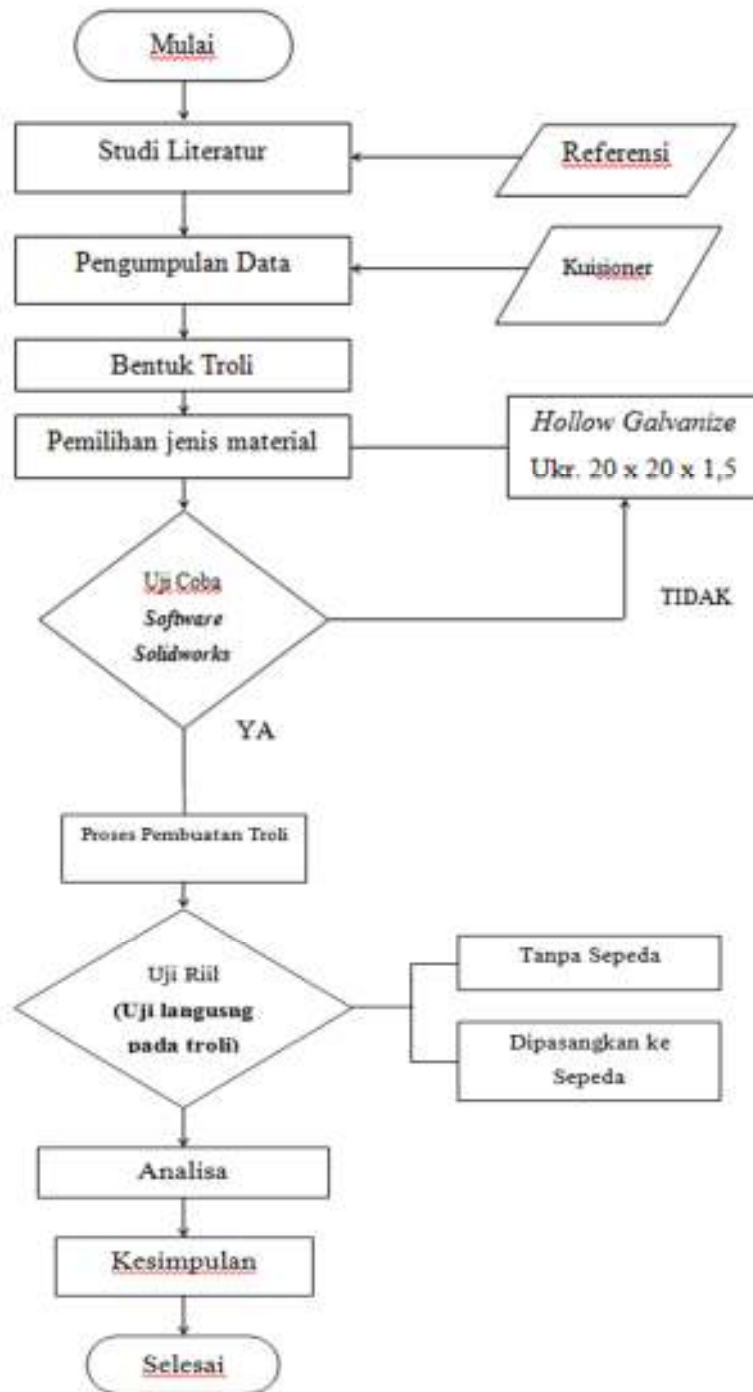 Mulai
Studi Literatur
Referensi
Pengumpulan Data
Kuisioner
Bentuk Troli
Pemilihan jenis material
Hollow Galvanize
Ukr. 20 x 20 x 1,5
Uji Coba
Software
Solidworks
TIDAK
YA
Proses Pembuatan Troli
Uji Riil
(Uji langusng
pada troli)
Tanpa Sepeda
Dipasangkan ke
Sepeda
Analisa
Kesimpulan
Selesai